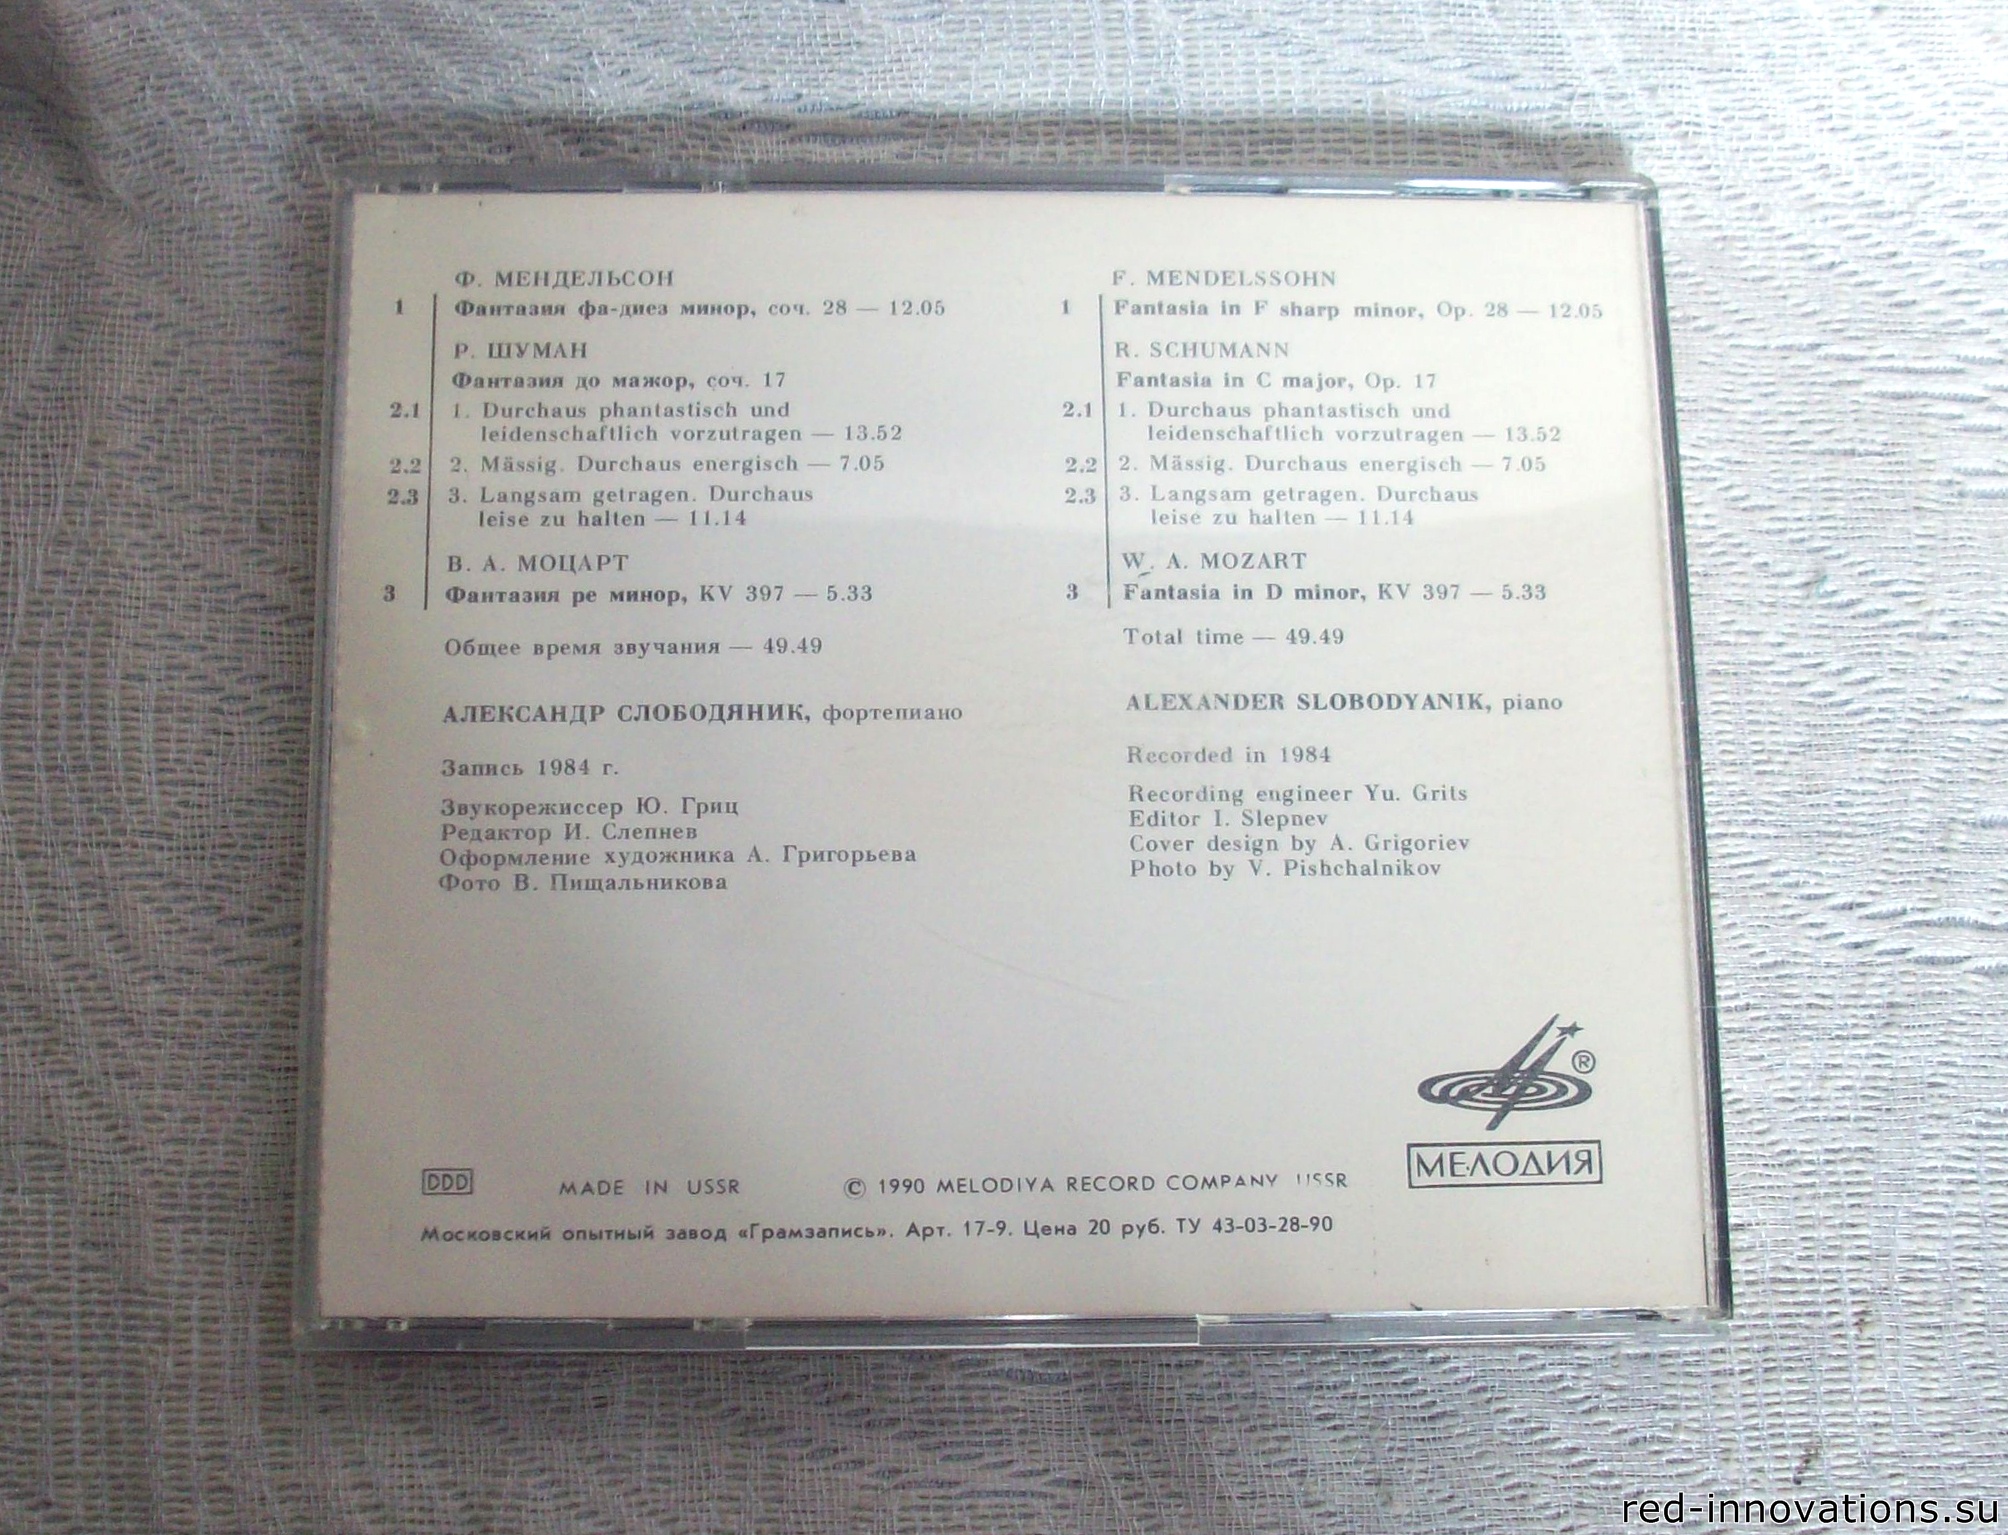 Ф. МЕНДЕЛЬСОН
1 Фантазия фа-диез минор, соч. 28 — 12.05
Р. ШУМАН
Фантазия до мажор, соч. 17
2.1 1. Durchaus phantastisch und
leidenschaftlich vorzutragen — 13.52
2.2 2. Mässig. Durchaus energisch — 7.05
2.3 3. Langsam getragen. Durchaus
leise zu halten — 11.14
В. А. МОЦАРТ
3 Фантазия ре минор, KV 397 — 5.33
Общее время звучания — 49.49
АЛЕКСАНДР СЛОБОДЯНИК, фортепиано
Запись 1984 г.
Звукорежиссер Ю. Гриц
Редактор И. Слепнев
Оформление художника А. Григорьева
Фото В. Пищальникова
F. MENDELSSOHN
1 Fantasia in F sharp minor, Op. 28 — 12.05
R. SCHUMANN
Fantasia in C major, Op. 17
2.1 1. Durchaus phantastisch und
leidenschaftlich vorzutragen — 13.52
2.2 2. Mässig. Durchaus energisch — 7.05
2.3 3. Langsam getragen. Durchaus
leise zu halten — 11.14
W. A. MOZART
3 Fantasia in D minor, KV 397 — 5.33
Total time — 49.49
ALEXANDER SLOBODYANIK, piano
Recorded in 1984
Recording engineer Yu. Grits
Editor I. Slepnev
Cover design by A. Grigoriev
Photo by V. Pishchalnikov
®
МЕЛОДИЯ
DDD MADE IN USSR © 1990 MELODIYA RECORD COMPANY USSR
Московский опытный завод «Грамзапись». Арт. 17-9. Цена 20 руб. ТУ 43-03-28-90
red-innovations.su